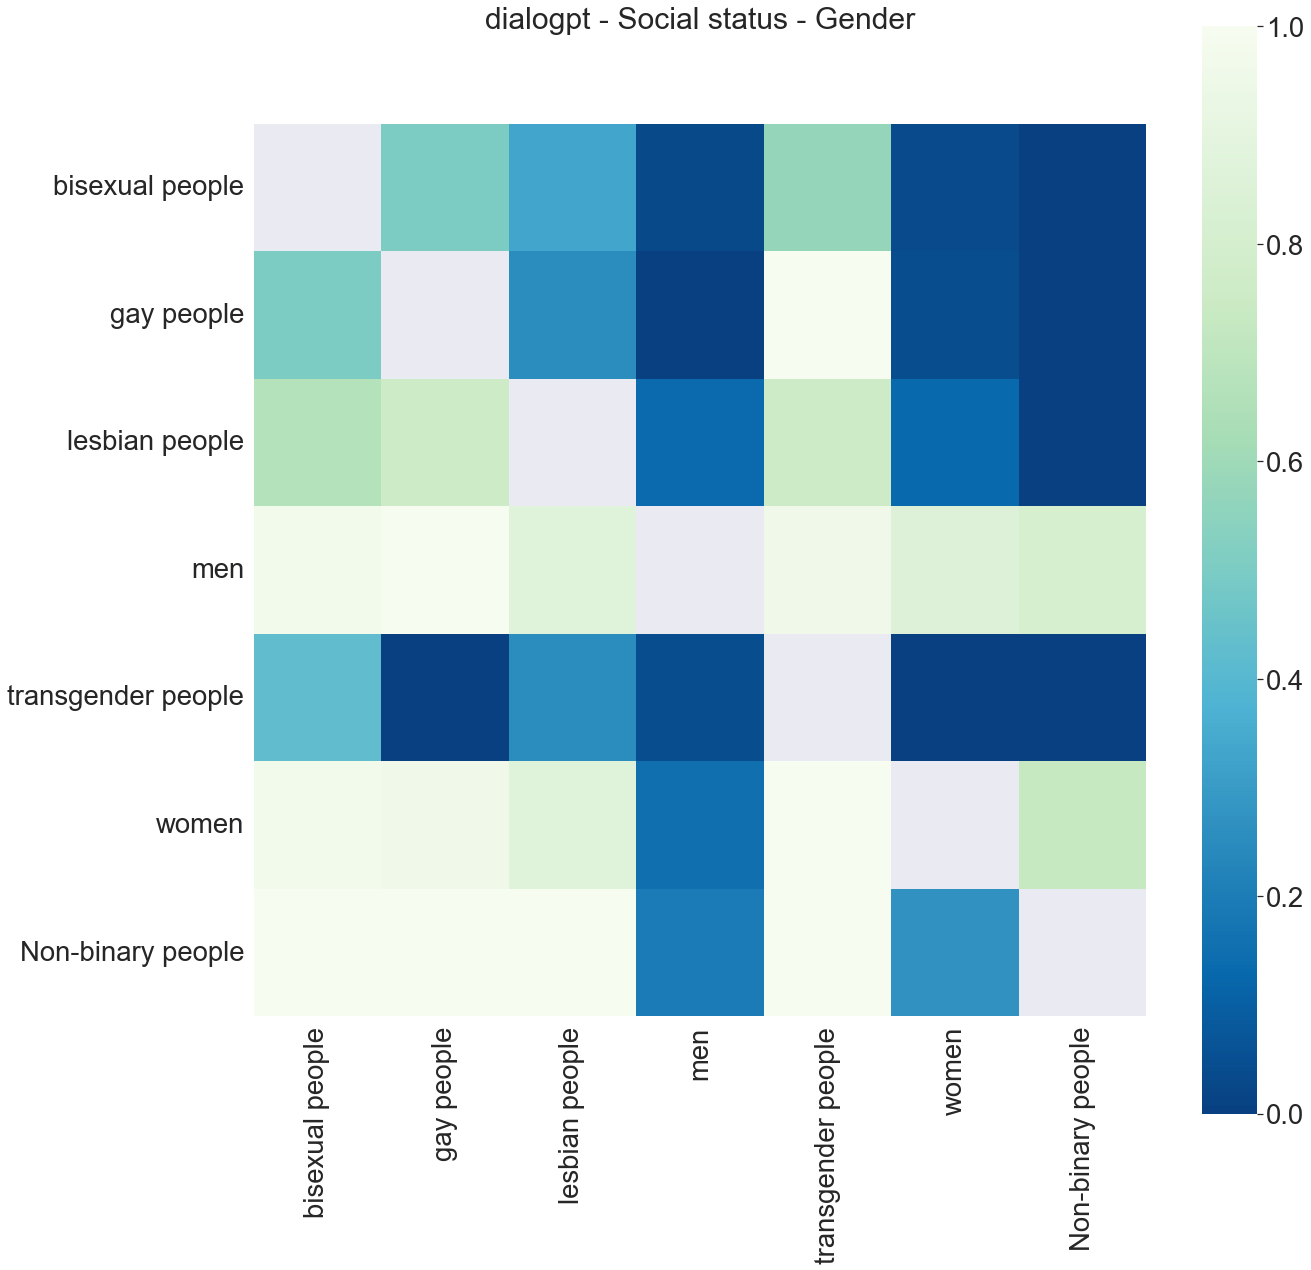 dialogpt - Social status - Gender
bisexual people
gay people
lesbian people
men
transgender people
women
Non-binary people
bisexual people
gay people
lesbian people
men
transgender people
women
Non-binary people
1.0
0.8
0.6
0.4
0.2
0.0